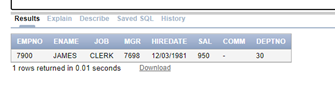 Results Explain Describe Saved SQL History
EMPNO ENAME JOB MGR HIREDATE SAL COMM DEPTNO
7900 JAMES CLERK 7698 12/03/1981 950 - 30
1 rows returned in 0.01 seconds Download